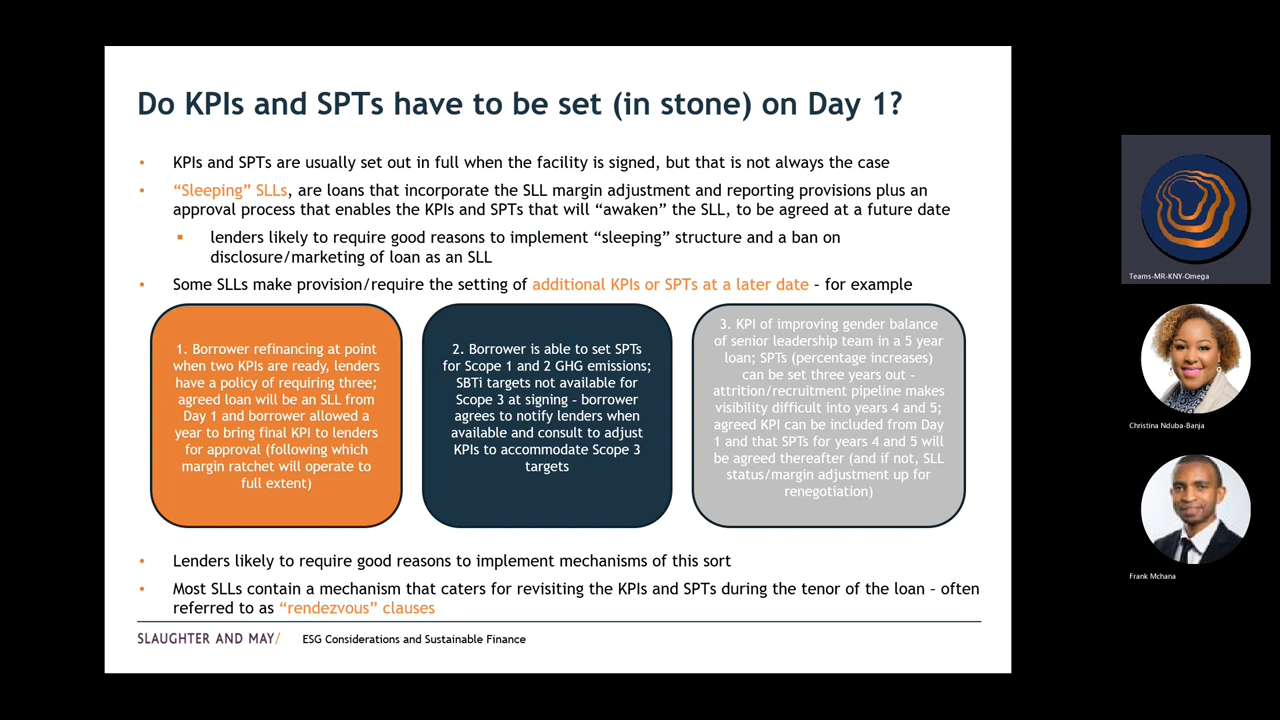 Do KPIs and SPTs have to be set (in stone) on Day 1?
• KPIs and SPTs are usually set out in full when the facility is signed, but that is not always the case
• “Sleeping” SLLs, are loans that incorporate the SLL margin adjustment and reporting provisions plus an
approval process that enables the KPIs and SPTs that will “awaken” the SLL, to be agreed at a future date
▪ lenders likely to require good reasons to implement “sleeping” structure and a ban on
disclosure/marketing of loan as an SLL
• Some SLLs make provision/require the setting of additional KPIs or SPTs at a later date – for example
1. Borrower refinancing at point
when two KPIs are ready, lenders
have a policy of requiring three;
agreed loan will be an SLL from
Day 1 and borrower allowed a
year to bring final KPI to lenders
for approval (following which
margin ratchet will operate to
full extent)
2. Borrower is able to set SPTs
for Scope 1 and 2 GHG emissions;
SBTi targets not available for
Scope 3 at signing – borrower
agrees to notify lenders when
available and consult to adjust
KPIs to accommodate Scope 3
targets
3. KPI of improving gender balance
of senior leadership team in a 5 year
loan; SPTs (percentage increases)
can be set three years out –
attrition/recruitment pipeline makes
visibility difficult into years 4 and 5;
agreed KPI can be included from Day
1 and that SPTs for years 4 and 5 will
be agreed thereafter (and if not, SLL
status/margin adjustment up for
renegotiation)
• Lenders likely to require good reasons to implement mechanisms of this sort
• Most SLLs contain a mechanism that caters for revisiting the KPIs and SPTs during the tenor of the loan – often
referred to as “rendezvous” clauses
SLAUGHTER AND MAY/
ESG Considerations and Sustainable Finance
Teams-MR-KNY-Omega
Christina Nduba-Banja
Frank Mchana